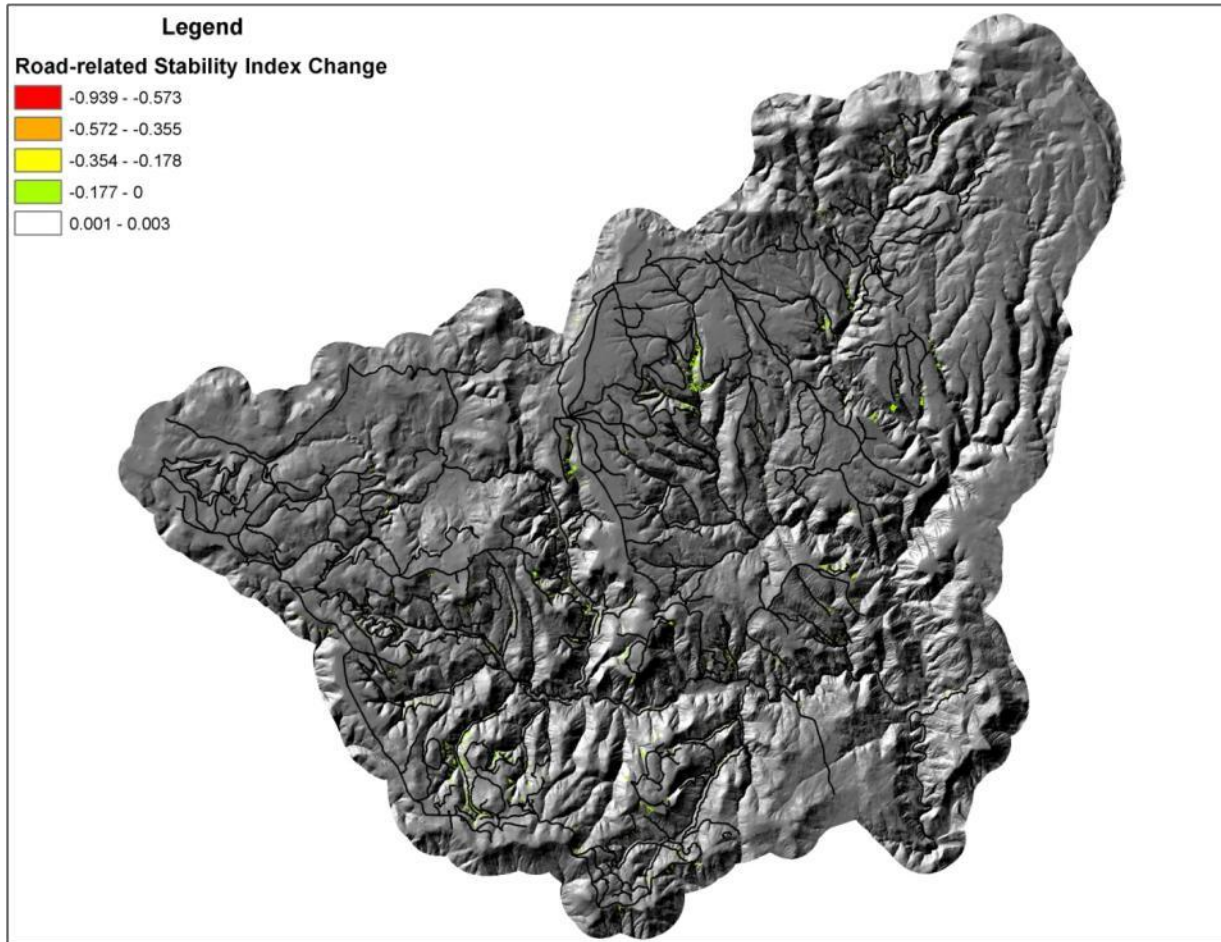 Legend
Road-related Stability Index Change
-0.939 - -0.573
-0.572 - -0.355
-0.354 - -0.178
-0.177 - 0
0.001 - 0.003